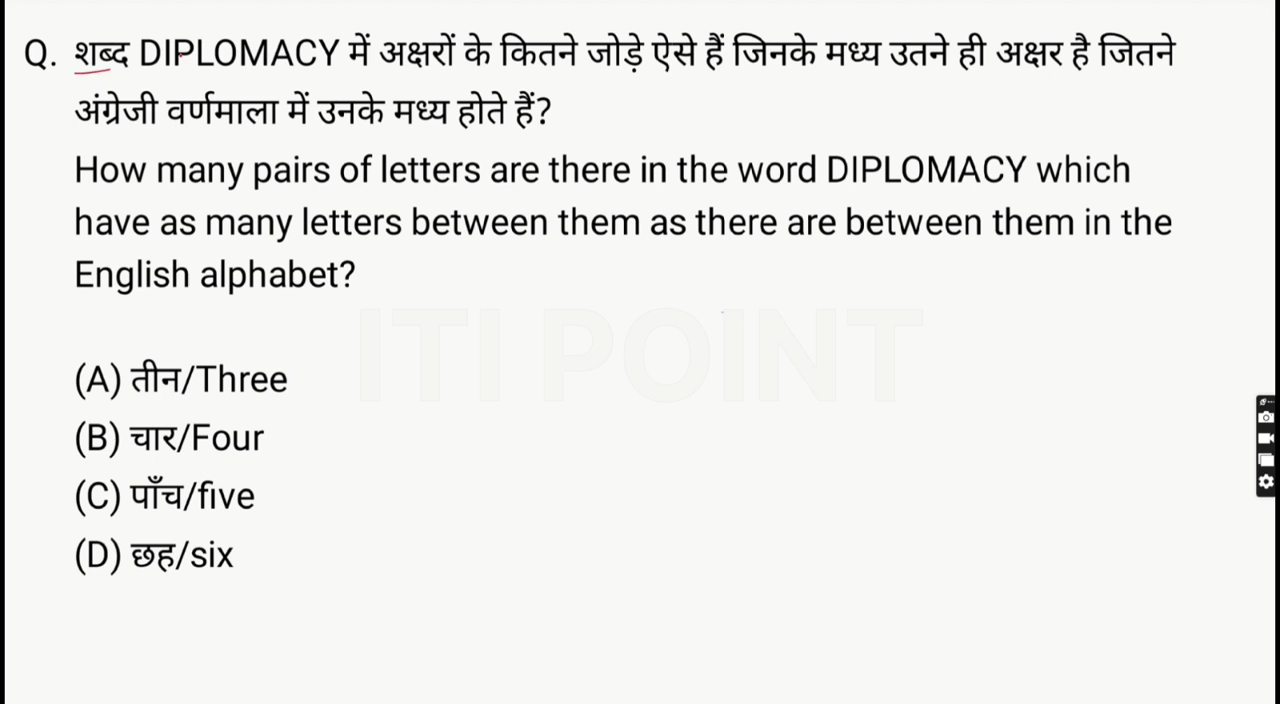 Q. शब्द DIPLOMACY में अक्षरों के कितने जोड़े ऐसे हैं जिनके मध्य उतने ही अक्षर है जितने
अंग्रेजी वर्णमाला में उनके मध्य होते हैं?
How many pairs of letters are there in the word DIPLOMACY which
have as many letters between them as there are between them in the
English alphabet?
ITI POINT
(A) तीन/Three
(B) चार/Four
(C) पाँच/five
(D) छह/six